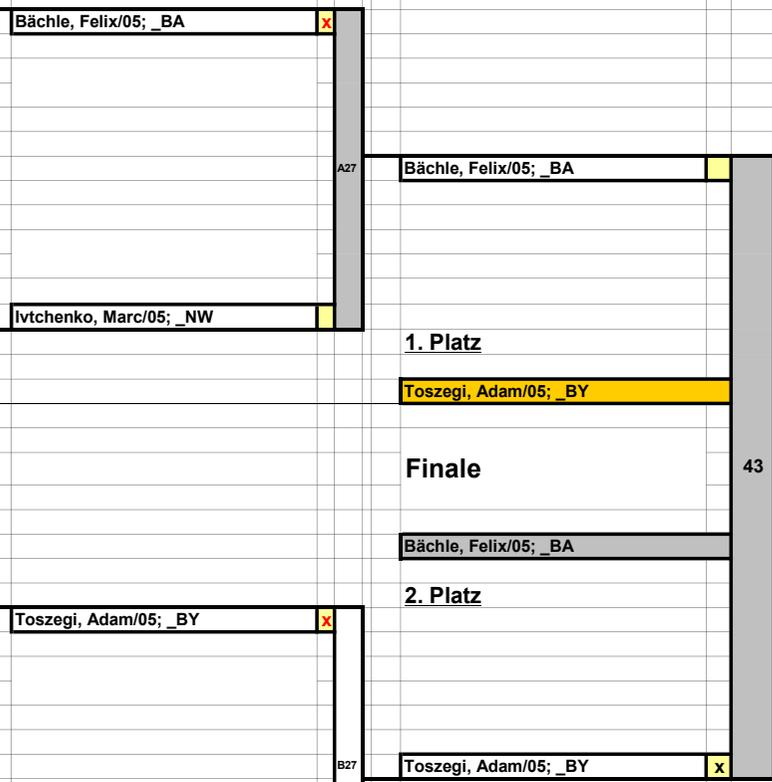 Bächle, Felix/05; _BA x
A27
Bächle, Felix/05; _BA
Ivtchenko, Marc/05; _NW
1. Platz
Toszegi, Adam/05; _BY
Finale
43
Bächle, Felix/05; _BA
2. Platz
Toszegi, Adam/05; _BY x
B27
Toszegi, Adam/05; _BY x